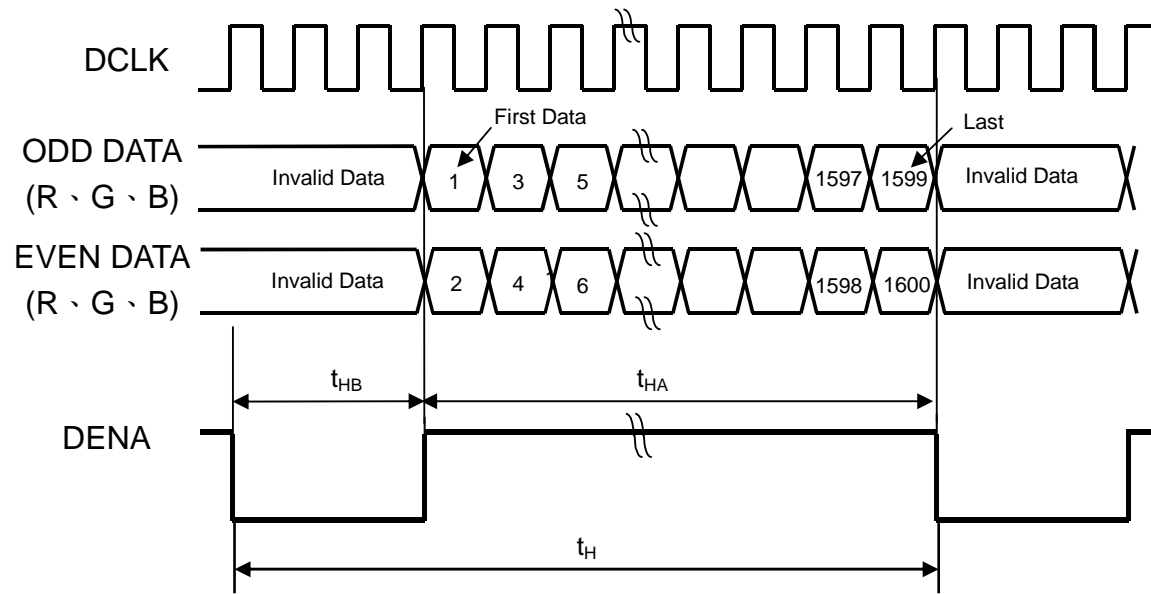 DCLK
First Data
Last
ODD DATA
(R、G、B)
Invalid Data
1 3 5 1597 1599
Invalid Data
EVEN DATA
(R、G、B)
Invalid Data
2 4 6 1598 1600
Invalid Data
tHB
tHA
DENA
tH